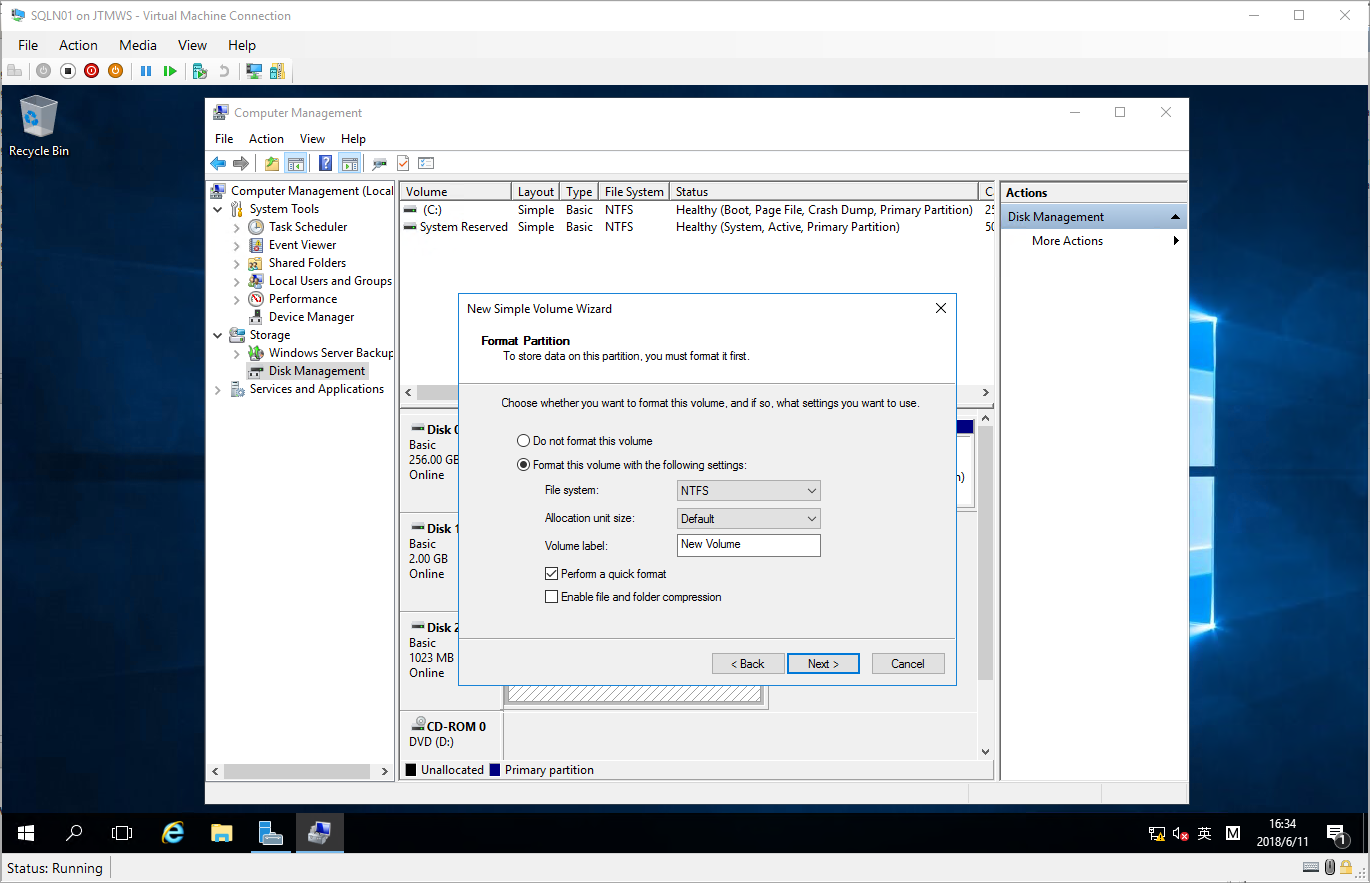 SQLN01 on JTMWS - Virtual Machine Connection
File Action Media View Help
Recycle Bin
Computer Management
File Action View Help
Computer Management (Local
System Tools
Task Scheduler
Event Viewer
Shared Folders
Local Users and Groups
Performance
Device Manager
Storage
Windows Server Backup
Disk Management
Services and Applications
Volume Layout Type File System Status C
(C:) Simple Basic NTFS Healthy (Boot, Page File, Crash Dump, Primary Partition) 25
System Reserved Simple Basic NTFS Healthy (System, Active, Primary Partition) 50
Actions
Disk Management
More Actions
New Simple Volume Wizard
Format Partition
To store data on this partition, you must format it first.
Choose whether you want to format this volume, and if so, what settings you want to use.
Do not format this volume
Format this volume with the following settings:
File system: NTFS
Allocation unit size: Default
Volume label: New Volume
Perform a quick format
Enable file and folder compression
< Back Next > Cancel
Disk 0
Basic
256.00 GB
Online
n)
Disk 1
Basic
2.00 GB
Online
Disk 2
Basic
1023 MB
Online
CD-ROM 0
DVD (D:)
Unallocated Primary partition
英 M
16:34
2018/6/11
1
Status: Running